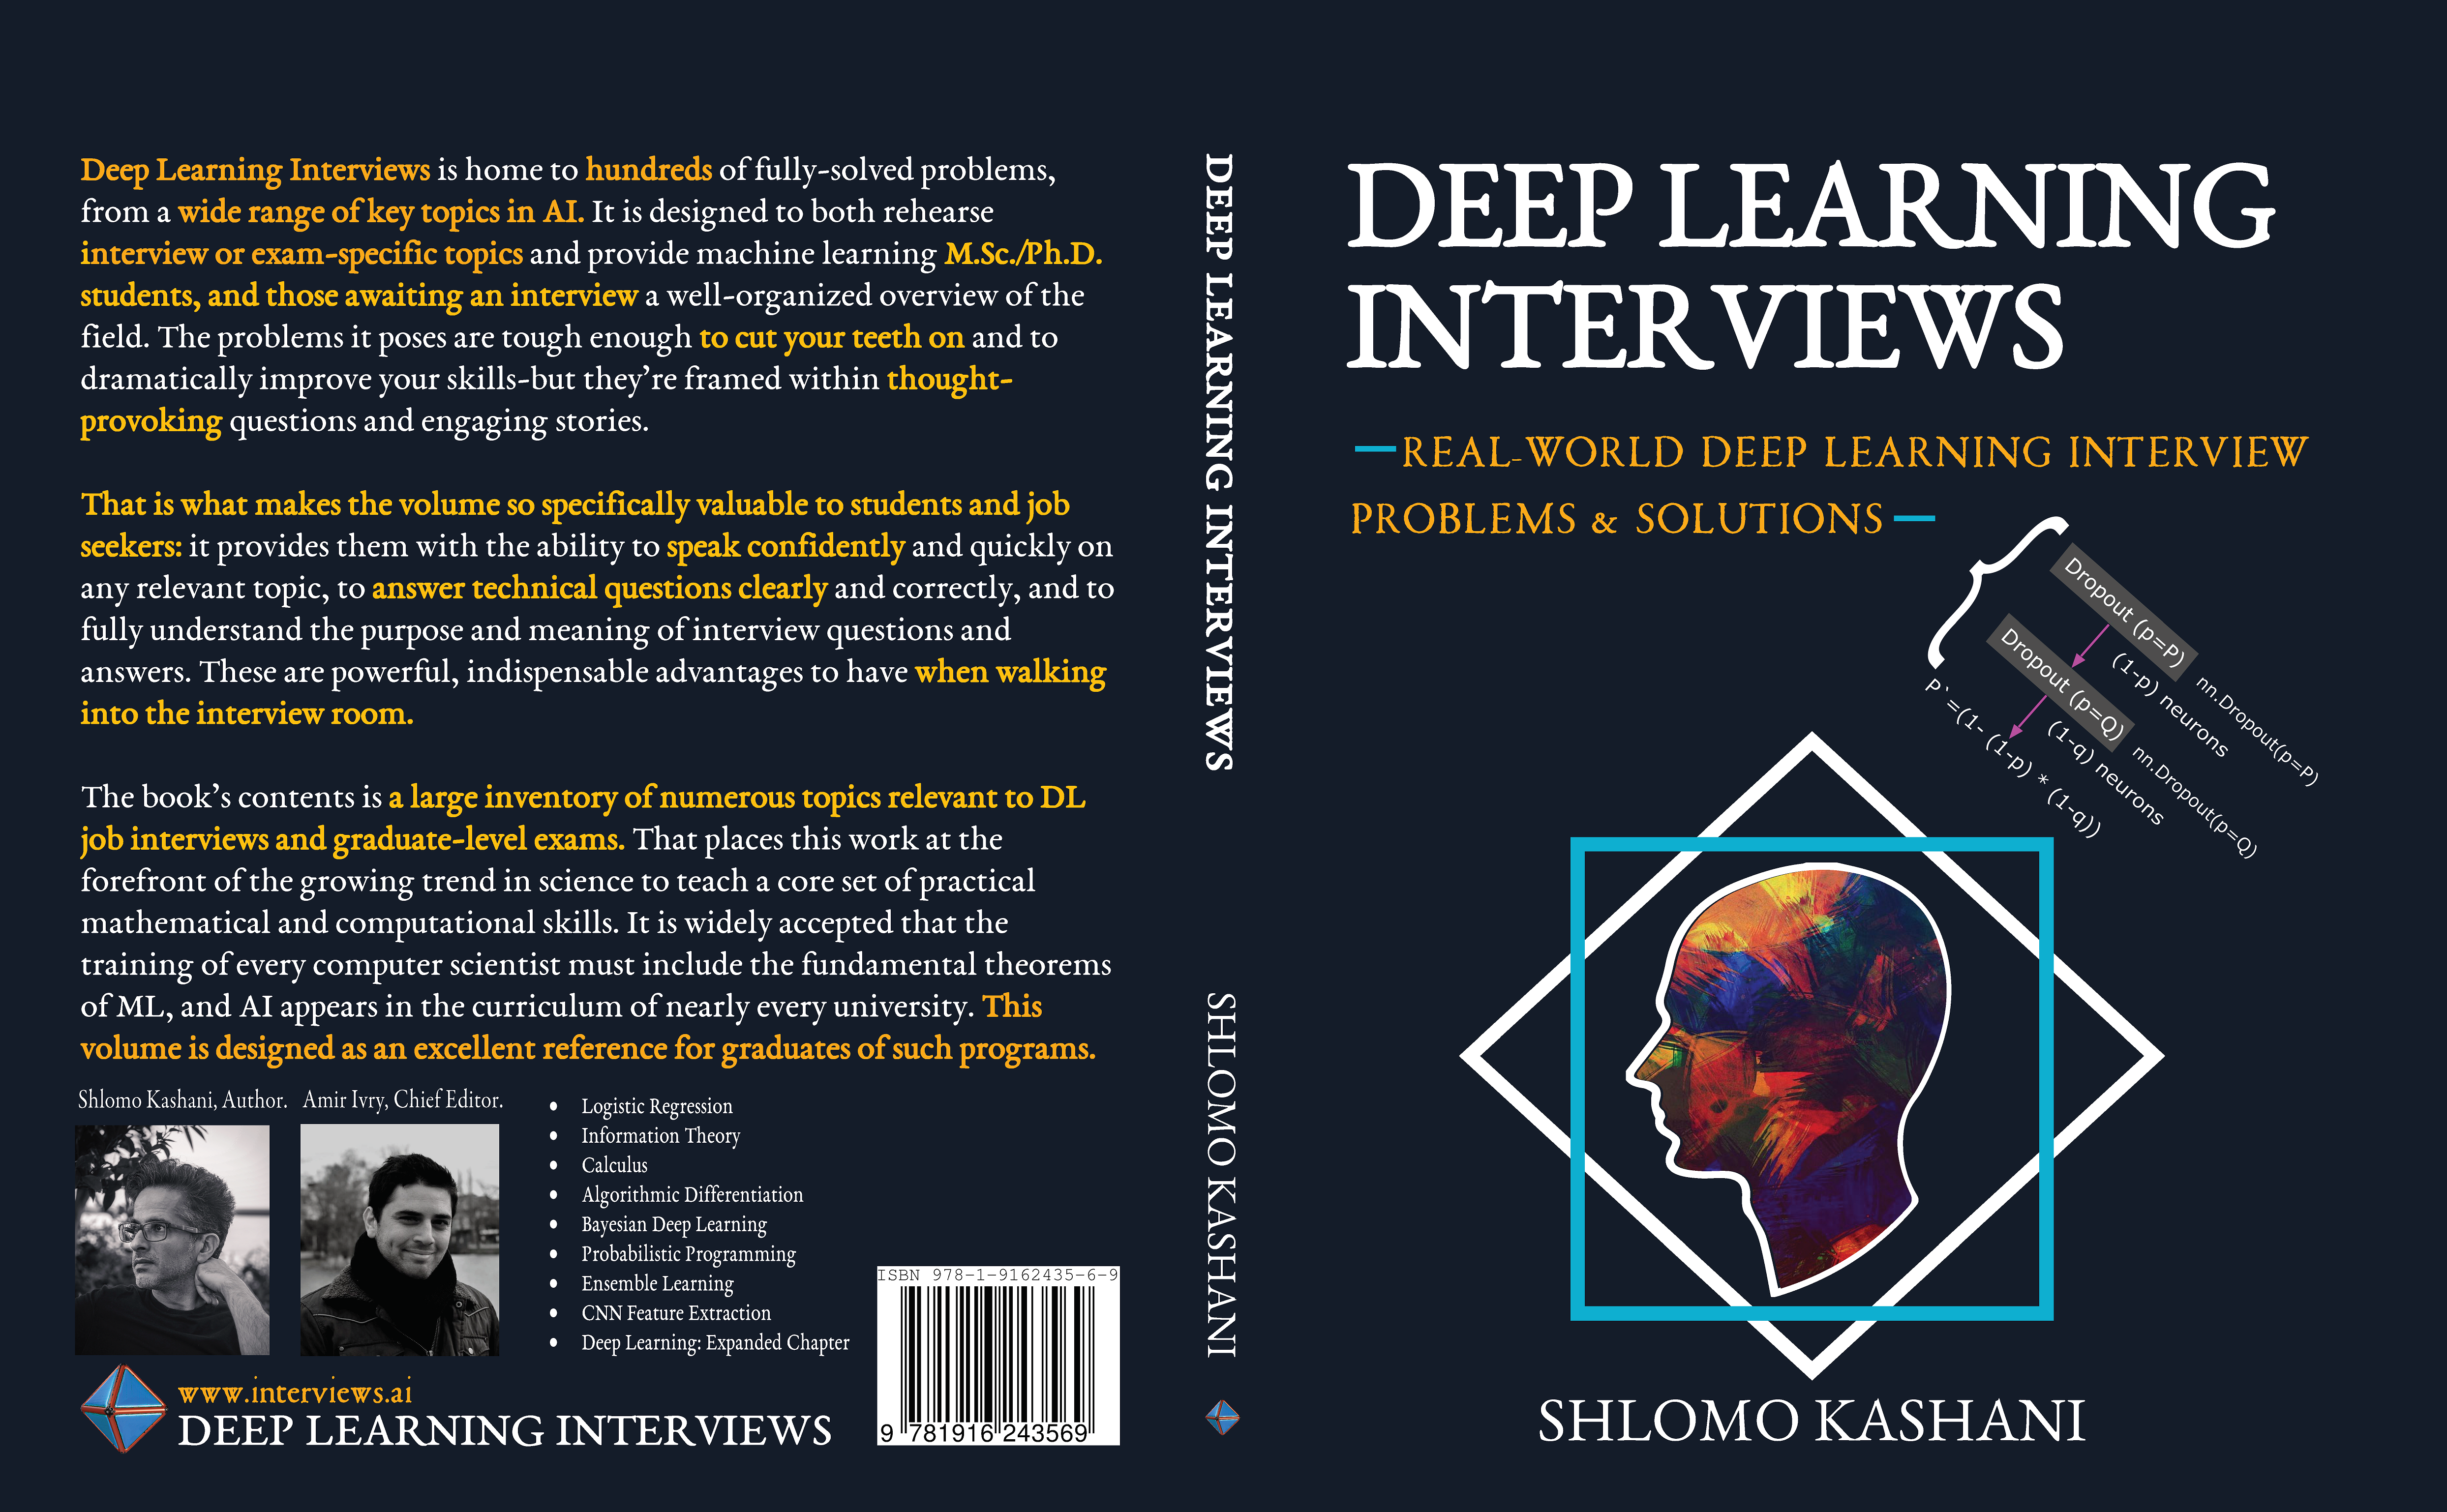 Deep Learning Interviews is home to hundreds of fully-solved problems,
from a wide range of key topics in AI. It is designed to both rehearse
interview or exam-specific topics and provide machine learning M.Sc./Ph.D.
students, and those awaiting an interview a well-organized overview of the
field. The problems it poses are tough enough to cut your teeth on and to
dramatically improve your skills-but they’re framed within thought-
provoking questions and engaging stories.
That is what makes the volume so specifically valuable to students and job
seekers: it provides them with the ability to speak confidently and quickly on
any relevant topic, to answer technical questions clearly and correctly, and to
fully understand the purpose and meaning of interview questions and
answers. These are powerful, indispensable advantages to have when walking
into the interview room.
The book’s contents is a large inventory of numerous topics relevant to DL
job interviews and graduate-level exams. That places this work at the
forefront of the growing trend in science to teach a core set of practical
mathematical and computational skills. It is widely accepted that the
training of every computer scientist must include the fundamental theorems
of ML, and AI appears in the curriculum of nearly every university. This
volume is designed as an excellent reference for graduates of such programs.
Shlomo Kashani, Author.
Amir Ivry, Chief Editor.
• Logistic Regression
• Information Theory
• Calculus
• Algorithmic Differentiation
• Bayesian Deep Learning
• Probabilistic Programming
• Ensemble Learning
• CNN Feature Extraction
• Deep Learning: Expanded Chapter
www.interviews.ai
DEEP LEARNING INTERVIEWS
ISBN 978-1-9162435-6-9
9 781916 243569
DEEP LEARNING INTERVIEWS
SHLOMO KASHANI
DEEP LEARNING
INTERVIEWS
—REAL-WORLD DEEP LEARNING INTERVIEW
PROBLEMS & SOLUTIONS—
{
Dropout (p=P)
nn.Dropout(p=P)
(1-p) neurons
Dropout (p=Q)
nn.Dropout(p=Q)
(1-q) neurons
P`=(1- (1-p) * (1-q))
SHLOMO KASHANI